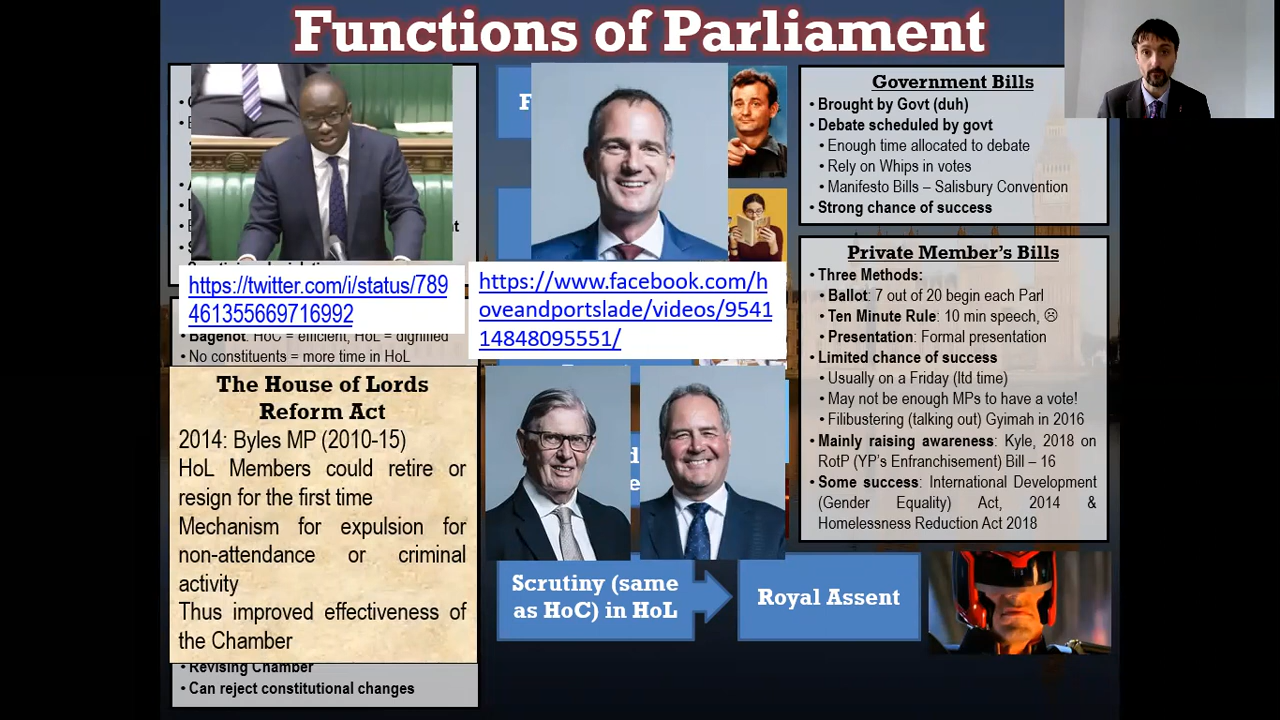 Functions of Parliament
https://twitter.com/i/status/789
461355669716992
Bagehot: HoC = efficient, HoL = dignified
• No constituents = more time in HoL
The House of Lords
Reform Act
2014: Byles MP (2010-15)
HoL Members could retire or
resign for the first time
Mechanism for expulsion for
non-attendance or criminal
activity
Thus improved effectiveness of
the Chamber
• Revising Chamber
• Can reject constitutional changes
F
https://www.facebook.com/h
oveandportslade/videos/9541
14848095551/
Scrutiny (same
as HoC) in HoL
Royal Assent
Government Bills
• Brought by Govt (duh)
• Debate scheduled by govt
• Enough time allocated to debate
• Rely on Whips in votes
• Manifesto Bills – Salisbury Convention
• Strong chance of success
Private Member's Bills
• Three Methods:
• Ballot: 7 out of 20 begin each Parl
• Ten Minute Rule: 10 min speech, ☹
• Presentation: Formal presentation
• Limited chance of success
• Usually on a Friday (ltd time)
• May not be enough MPs to have a vote!
• Filibustering (talking out) Gyimah in 2016
• Mainly raising awareness: Kyle, 2018 on
RotP (YP's Enfranchisement) Bill – 16
• Some success: International Development
(Gender Equality) Act, 2014 &
Homelessness Reduction Act 2018